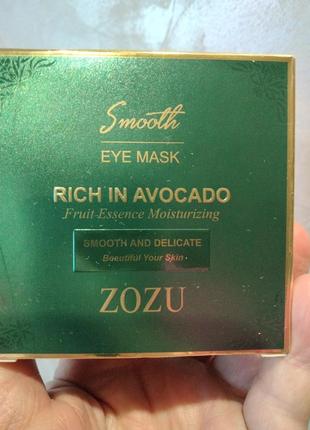 Smooth
EYE MASK
RICH IN AVOCADO
Fruit Essence Moisturizing
SMOOTH AND DELICATE
Beautiful Your Skin
ZOZU